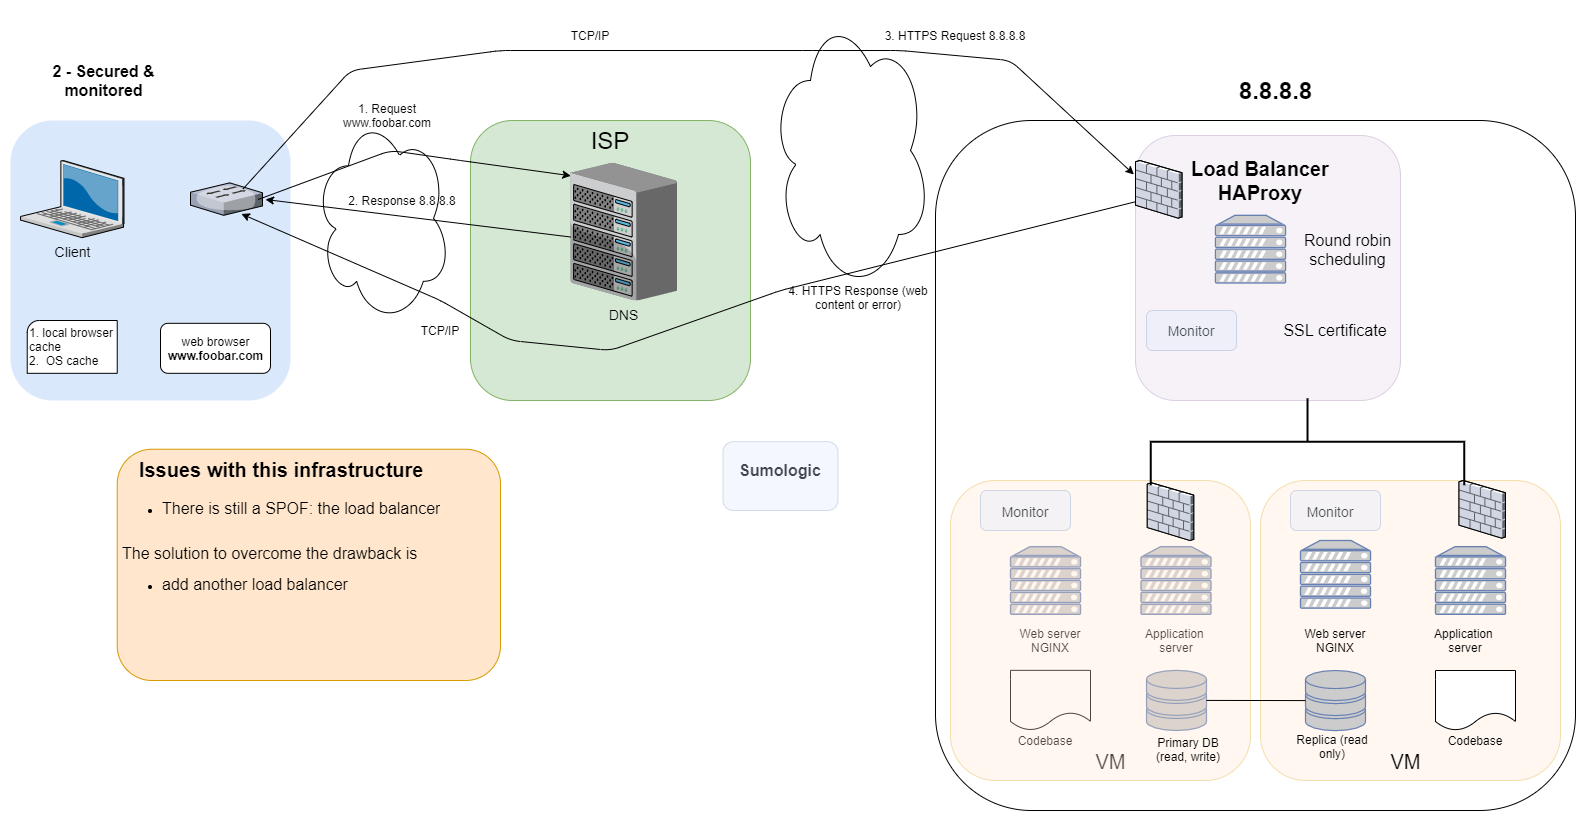 TCP/IP
3. HTTPS Request 8.8.8.8
2 - Secured &
monitored
8.8.8.8
1. Request
www.foobar.com
ISP
Load Balancer
HAProxy
2. Response 8.8.8.8
Client
Round robin
scheduling
4. HTTPS Response (web
content or error)
DNS
TCP/IP
1. local browser
cache
2.  OS cache
web browser
www.foobar.com
Monitor
SSL certificate
Issues with this infrastructure
• There is still a SPOF: the load balancer
The solution to overcome the drawback is
• add another load balancer
Sumologic
Monitor
Monitor
Web server
NGINX
Application
server
Web server
NGINX
Application
server
Codebase
Primary DB
(read, write)
Replica (read
only)
Codebase
VM
VM